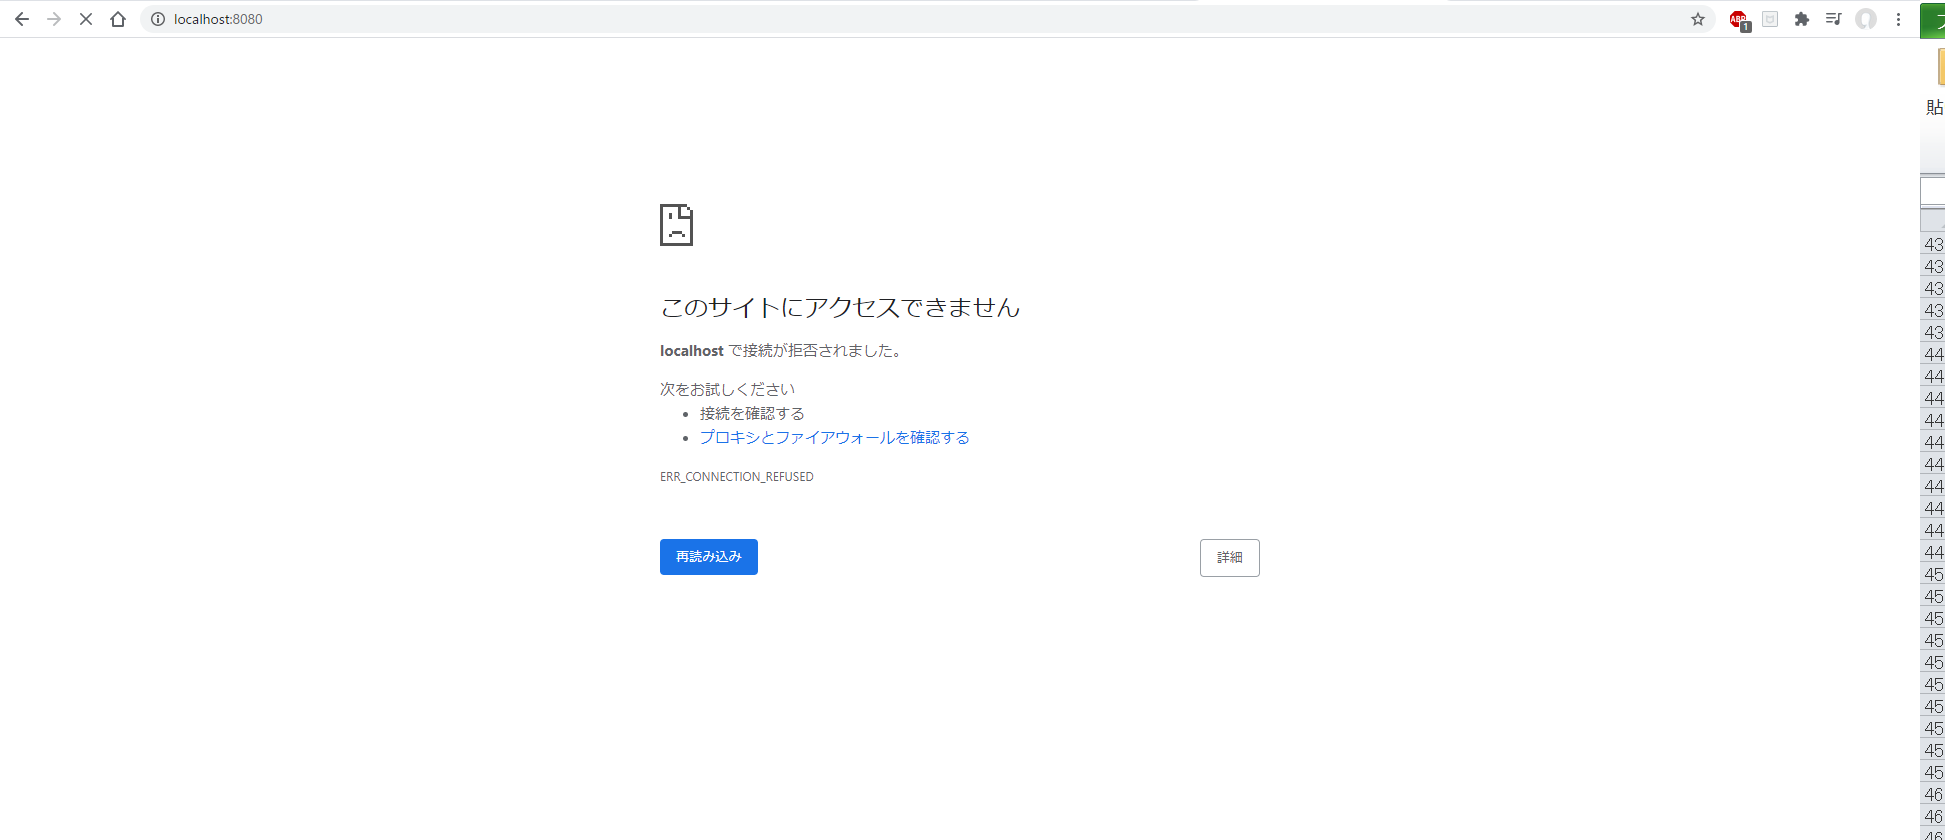 localhost:8080
ABP
1
貼
このサイトにアクセスできません
localhost で接続が拒否されました。
次をお試しください
• 接続を確認する
• プロキシとファイアウォールを確認する
ERR_CONNECTION_REFUSED
再読み込み
詳細
43
43
43
43
43
44
44
44
44
44
44
44
44
44
44
45
45
45
45
45
45
45
45
45
45
46
46